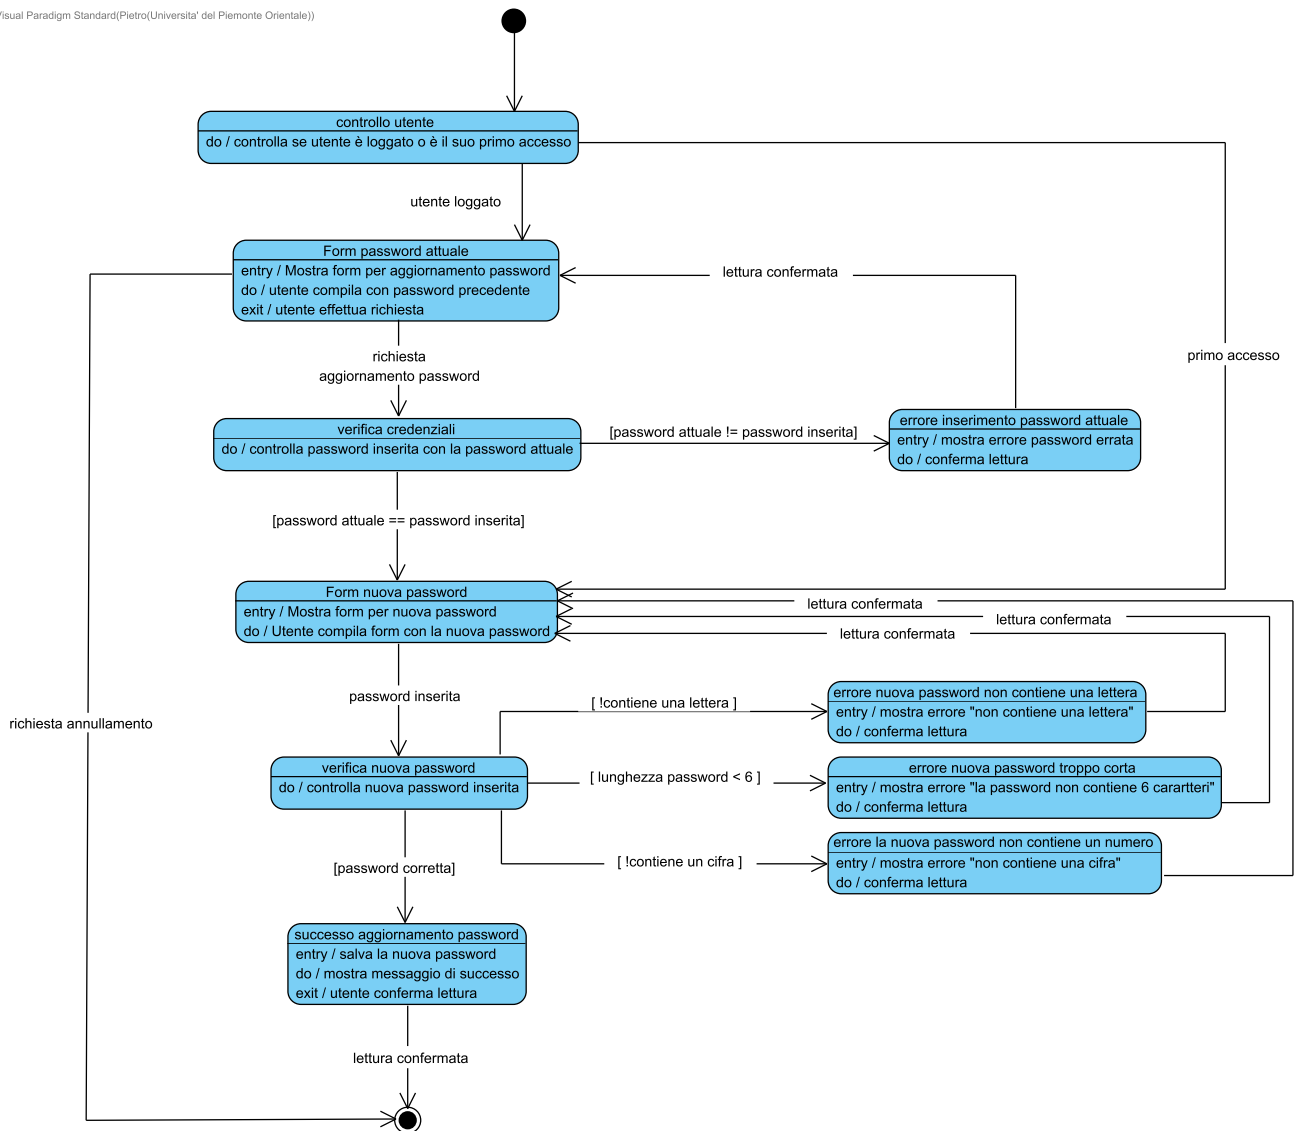 Visual Paradigm Standard(Pietro(Universita' del Piemonte Orientale))
controllo utente
do / controlla se utente è loggato o è il suo primo accesso
utente loggato
Form password attuale
entry / Mostra form per aggiornamento password
do / utente compila con password precedente
exit / utente effettua richiesta
lettura confermata
richiesta
aggiornamento password
primo accesso
verifica credenziali
do / controlla password inserita con la password attuale
[password attuale != password inserita]
errore inserimento password attuale
entry / mostra errore password errata
do / conferma lettura
[password attuale == password inserita]
Form nuova password
entry / Mostra form per nuova password
do / Utente compila form con la nuova password
lettura confermata
lettura confermata
lettura confermata
password inserita
richiesta annullamento
[ !contiene una lettera ]
errore nuova password non contiene una lettera
entry / mostra errore "non contiene una lettera"
do / conferma lettura
verifica nuova password
do / controlla nuova password inserita
[ lunghezza password < 6 ]
errore nuova password troppo corta
entry / mostra errore "la password non contiene 6 carartteri"
do / conferma lettura
[ !contiene un cifra ]
errore la nuova password non contiene un numero
entry / mostra errore "non contiene una cifra"
do / conferma lettura
[password corretta]
successo aggiornamento password
entry / salva la nuova password
do / mostra messaggio di successo
exit / utente conferma lettura
lettura confermata